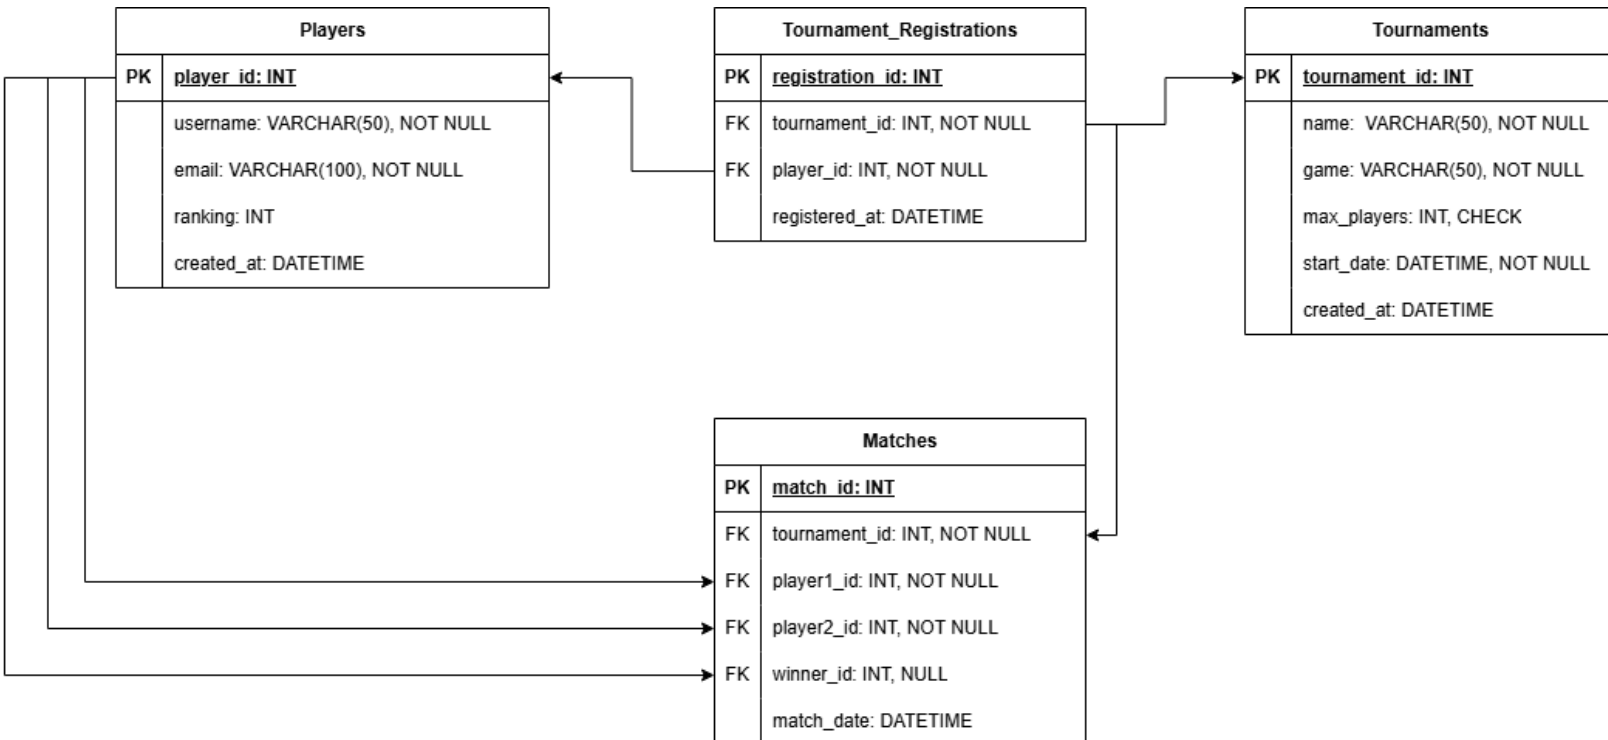 Players
PK player_id: INT
username: VARCHAR(50), NOT NULL
email: VARCHAR(100), NOT NULL
ranking: INT
created_at: DATETIME
Tournament_Registrations
PK registration_id: INT
FK tournament_id: INT, NOT NULL
FK player_id: INT, NOT NULL
registered_at: DATETIME
Tournaments
PK tournament_id: INT
name: VARCHAR(50), NOT NULL
game: VARCHAR(50), NOT NULL
max_players: INT, CHECK
start_date: DATETIME, NOT NULL
created_at: DATETIME
Matches
PK match_id: INT
FK tournament_id: INT, NOT NULL
FK player1_id: INT, NOT NULL
FK player2_id: INT, NOT NULL
FK winner_id: INT, NULL
match_date: DATETIME